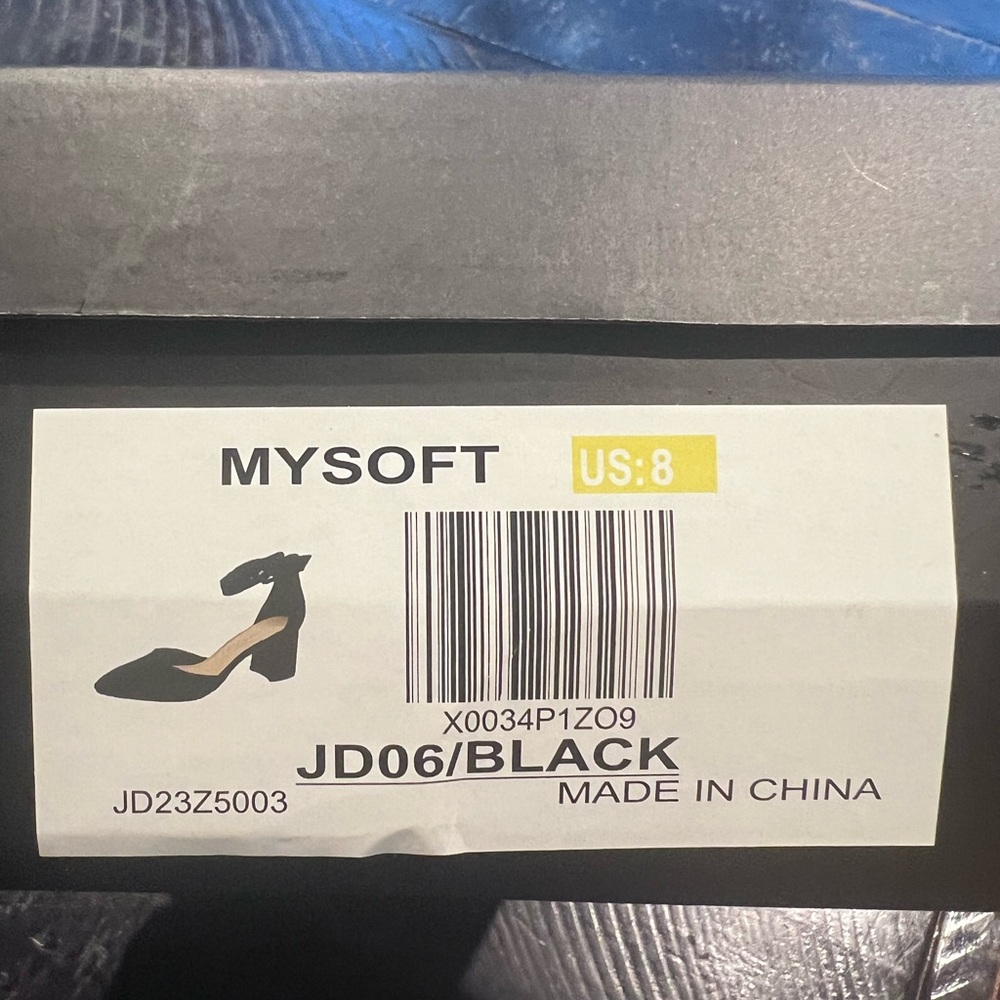 MYSOFT
US:8
X0034P1ZO9
JD06/BLACK
JD23Z5003
MADE IN CHINA